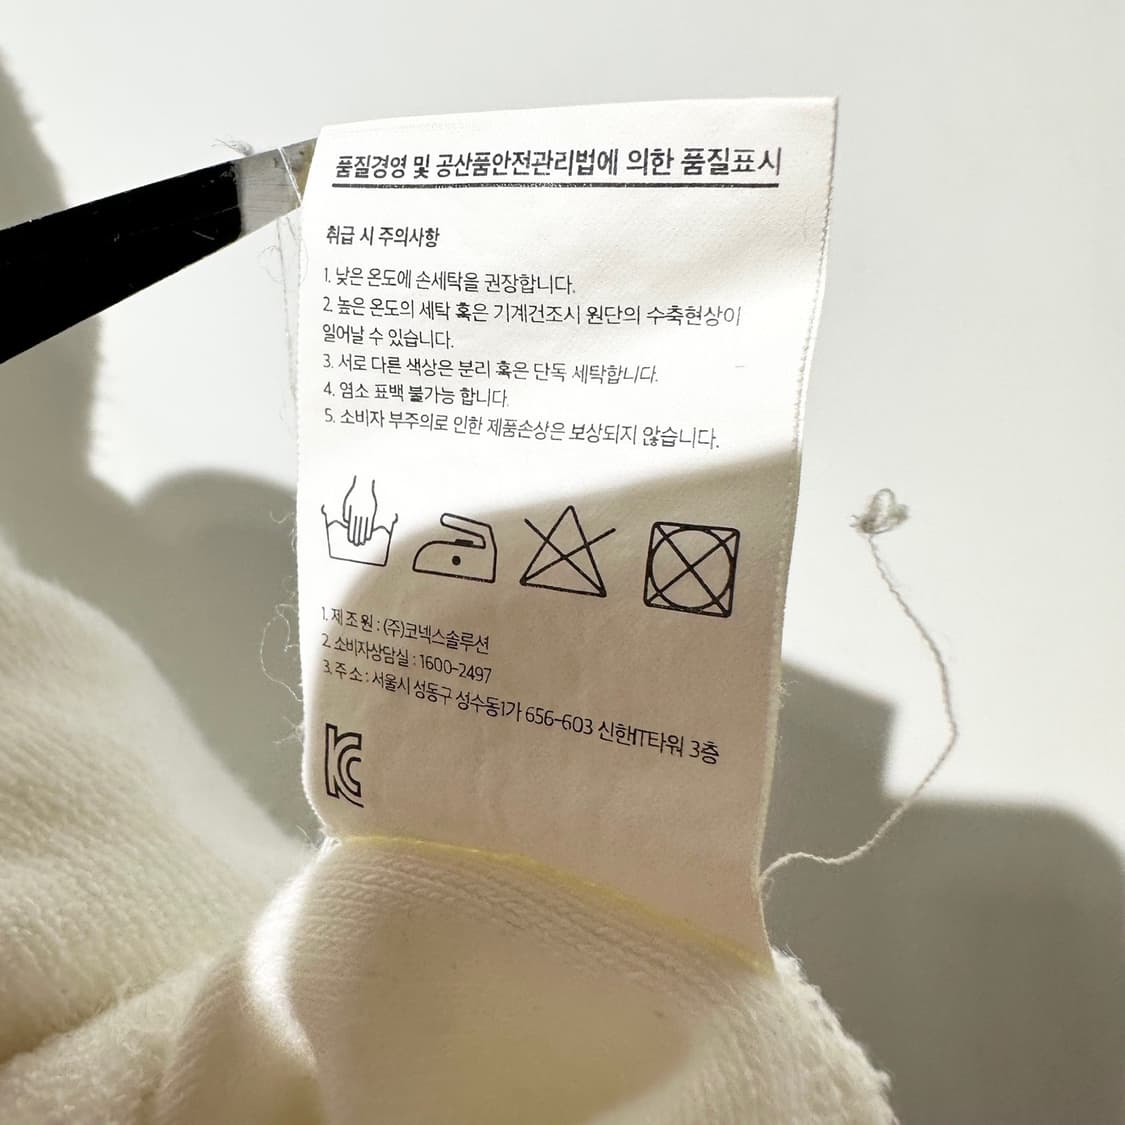 품질경영 및 공산품안전관리법에 의한 품질표시
취급 시 주의사항
1. 낮은 온도에 손세탁을 권장합니다.
2. 높은 온도의 세탁 혹은 기계건조시 원단의 수축현상이
일어날 수 있습니다.
3. 서로 다른 색상은 분리 혹은 단독 세탁합니다.
4. 염소 표백 불가능 합니다.
5. 소비자 부주의로 인한 제품손상은 보상되지 않습니다.
1. 제조원 : (주)코넥스솔루션
2. 소비자상담실 : 1600-2497
3. 주소 : 서울시 성동구 성수동1가 656-603 신한IT타워 3층
KC